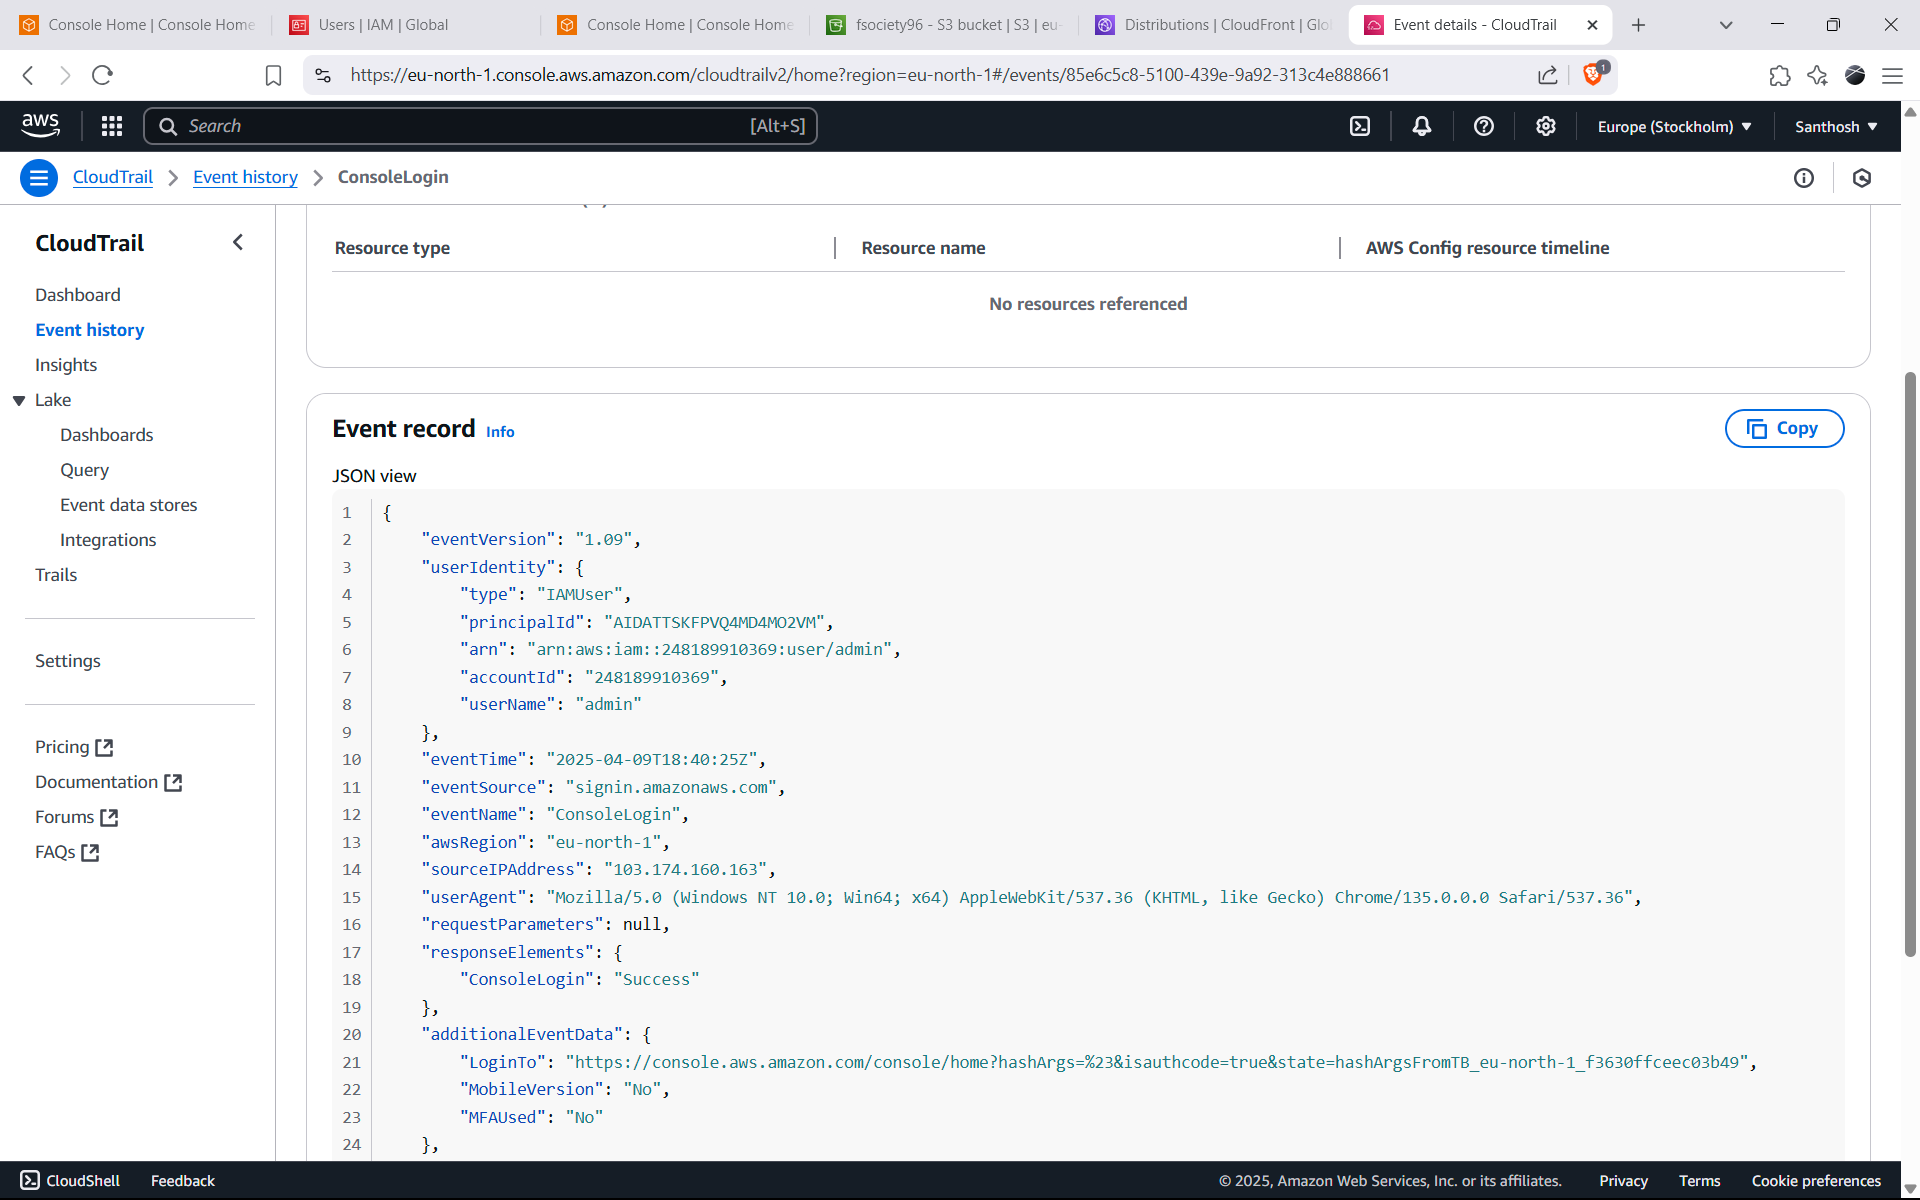 Console Home | Console Home
Users | IAM | Global
Console Home | Console Home
fsociety96 - S3 bucket | S3 | eu-
Distributions | CloudFront | Glo
Event details - CloudTrail
https://eu-north-1.console.aws.amazon.com/cloudtrailv2/home?region=eu-north-1#/events/85e6c5c8-5100-439e-9a92-313c4e888661
1
aws
Search
[Alt+S]
Europe (Stockholm)
Santhosh
CloudTrail
Event history
ConsoleLogin
CloudTrail
Dashboard
Event history
Insights
Lake
Dashboards
Query
Event data stores
Integrations
Trails
Settings
Pricing
Documentation
Forums
FAQs
Resource type
Resource name
AWS Config resource timeline
No resources referenced
Event record Info
Copy
JSON view
1 {
2 "eventVersion": "1.09",
3 "userIdentity": {
4 "type": "IAMUser",
5 "principalId": "AIDATTSKFPVQ4MD4MO2VM",
6 "arn": "arn:aws:iam::248189910369:user/admin",
7 "accountId": "248189910369",
8 "userName": "admin"
9 },
10 "eventTime": "2025-04-09T18:40:25Z",
11 "eventSource": "signin.amazonaws.com",
12 "eventName": "ConsoleLogin",
13 "awsRegion": "eu-north-1",
14 "sourceIPAddress": "103.174.160.163",
15 "userAgent": "Mozilla/5.0 (Windows NT 10.0; Win64; x64) AppleWebKit/537.36 (KHTML, like Gecko) Chrome/135.0.0.0 Safari/537.36",
16 "requestParameters": null,
17 "responseElements": {
18 "ConsoleLogin": "Success"
19 },
20 "additionalEventData": {
21 "LoginTo": "https://console.aws.amazon.com/console/home?hashArgs=%23&isauthcode=true&state=hashArgsFromTB_eu-north-1_f3630ffceec03b49",
22 "MobileVersion": "No",
23 "MFAUsed": "No"
24 },
CloudShell
Feedback
© 2025, Amazon Web Services, Inc. or its affiliates.
Privacy
Terms
Cookie preferences